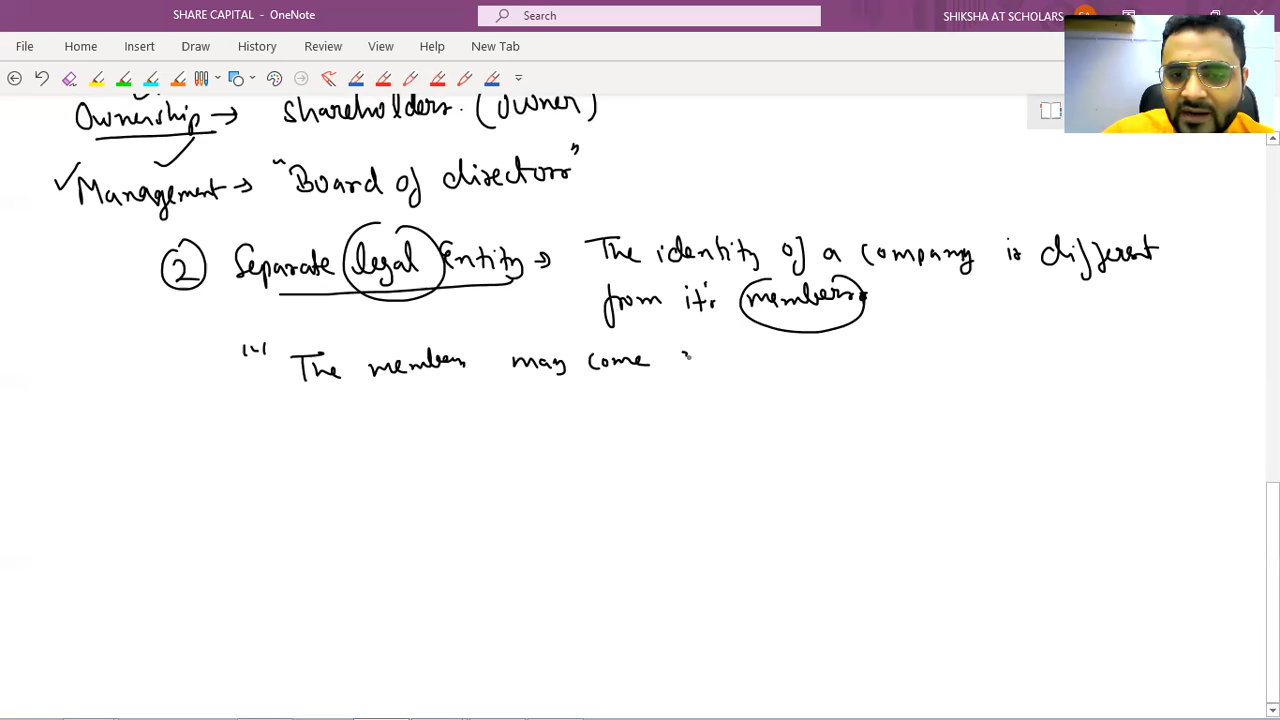 SHARE CAPITAL - OneNote
Search
SHIKSHA AT SCHOLARS
File Home Insert Draw History Review View Help New Tab
Ownership → Shareholders. (Owner)
Management → "Board of directors"
② Separate legal Entity → The identity of a company is different
from it's members
The members may come